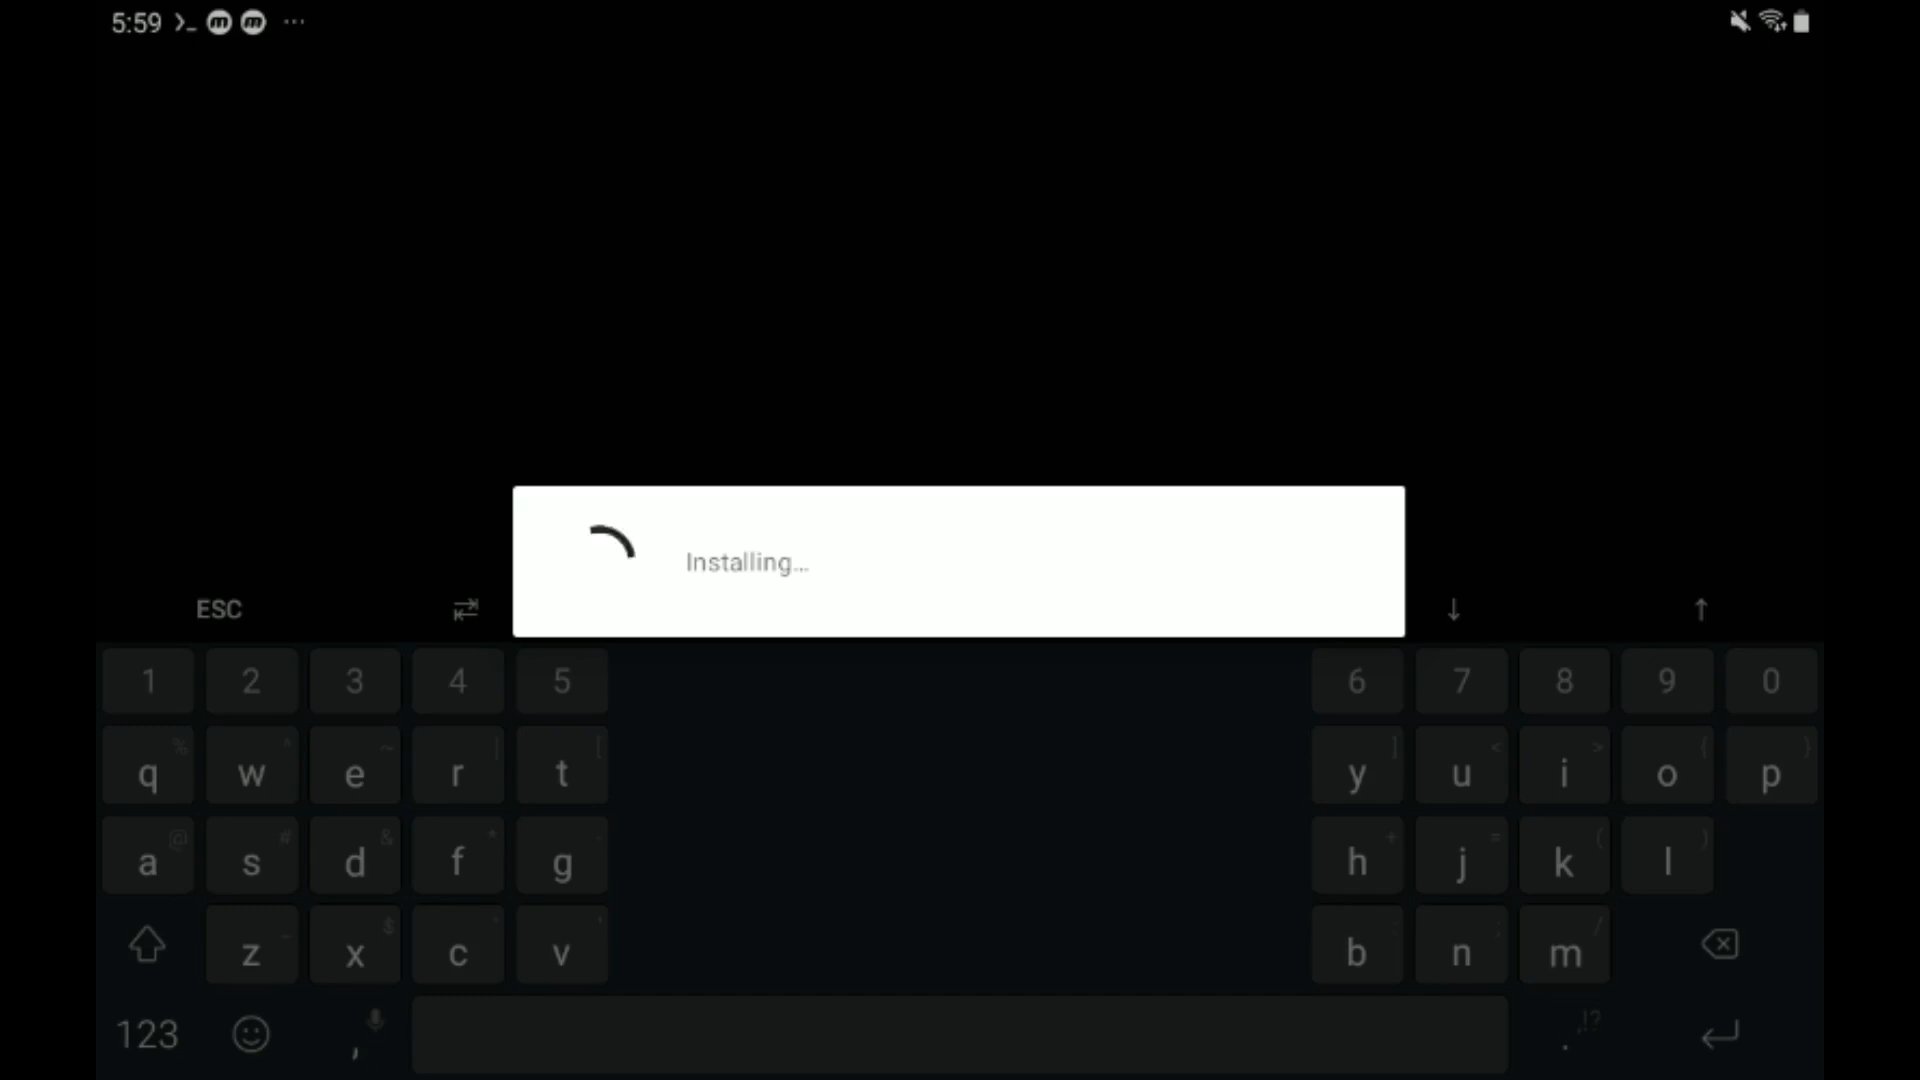 5:59
Installing...
ESC ⇄ ↓ ↑
1 2 3 4 5 6 7 8 9 0
q w e r t y u i o p
a s d f g h j k l
z x c v b n m
123 , . ,!?